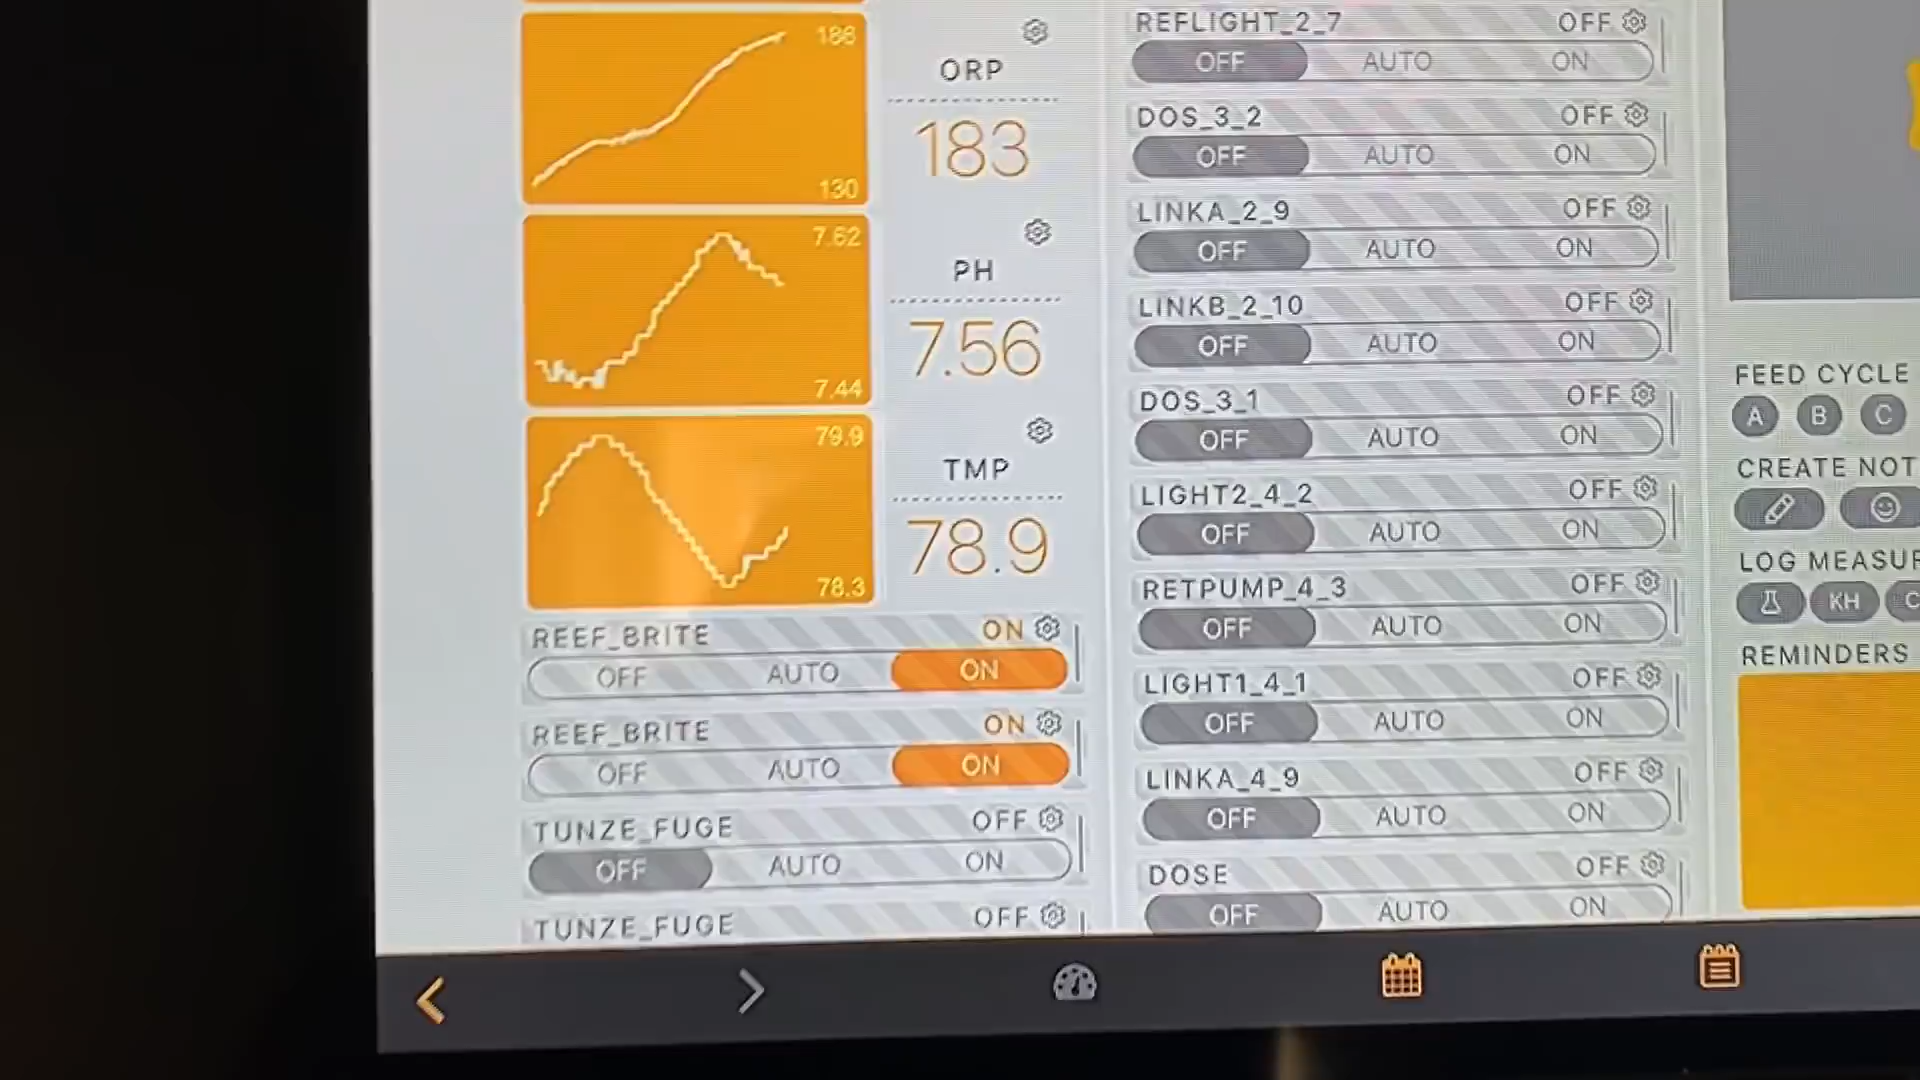 186
130
ORP
183
7.62
7.44
PH
7.56
79.9
78.3
TMP
78.9
REEF_BRITE ON
OFF AUTO ON
REEF_BRITE ON
OFF AUTO ON
TUNZE_FUGE OFF
OFF AUTO ON
TUNZE_FUGE OFF
REFLIGHT_2_7 OFF
OFF AUTO ON
DOS_3_2 OFF
OFF AUTO ON
LINKA_2_9 OFF
OFF AUTO ON
LINKB_2_10 OFF
OFF AUTO ON
DOS_3_1 OFF
OFF AUTO ON
LIGHT2_4_2 OFF
OFF AUTO ON
RETPUMP_4_3 OFF
OFF AUTO ON
LIGHT1_4_1 OFF
OFF AUTO ON
LINKA_4_9 OFF
OFF AUTO ON
DOSE OFF
OFF AUTO ON
FEED CYCLE
A B C
CREATE NOT
LOG MEASUR
KH C
REMINDERS